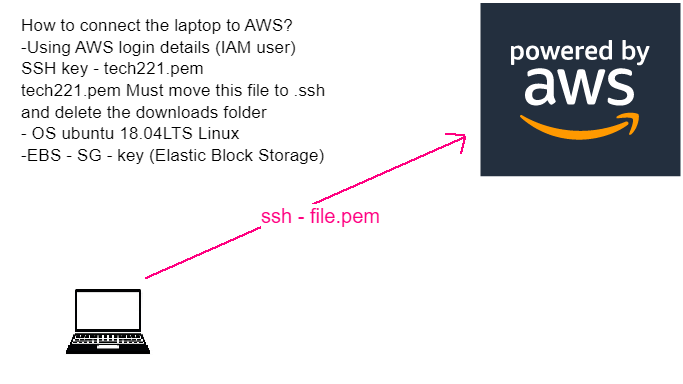 How to connect the laptop to AWS?
-Using AWS login details (IAM user)
SSH key - tech221.pem
tech221.pem Must move this file to .ssh
and delete the downloads folder
- OS ubuntu 18.04LTS Linux
-EBS - SG - key (Elastic Block Storage)
powered by
aws
ssh - file.pem